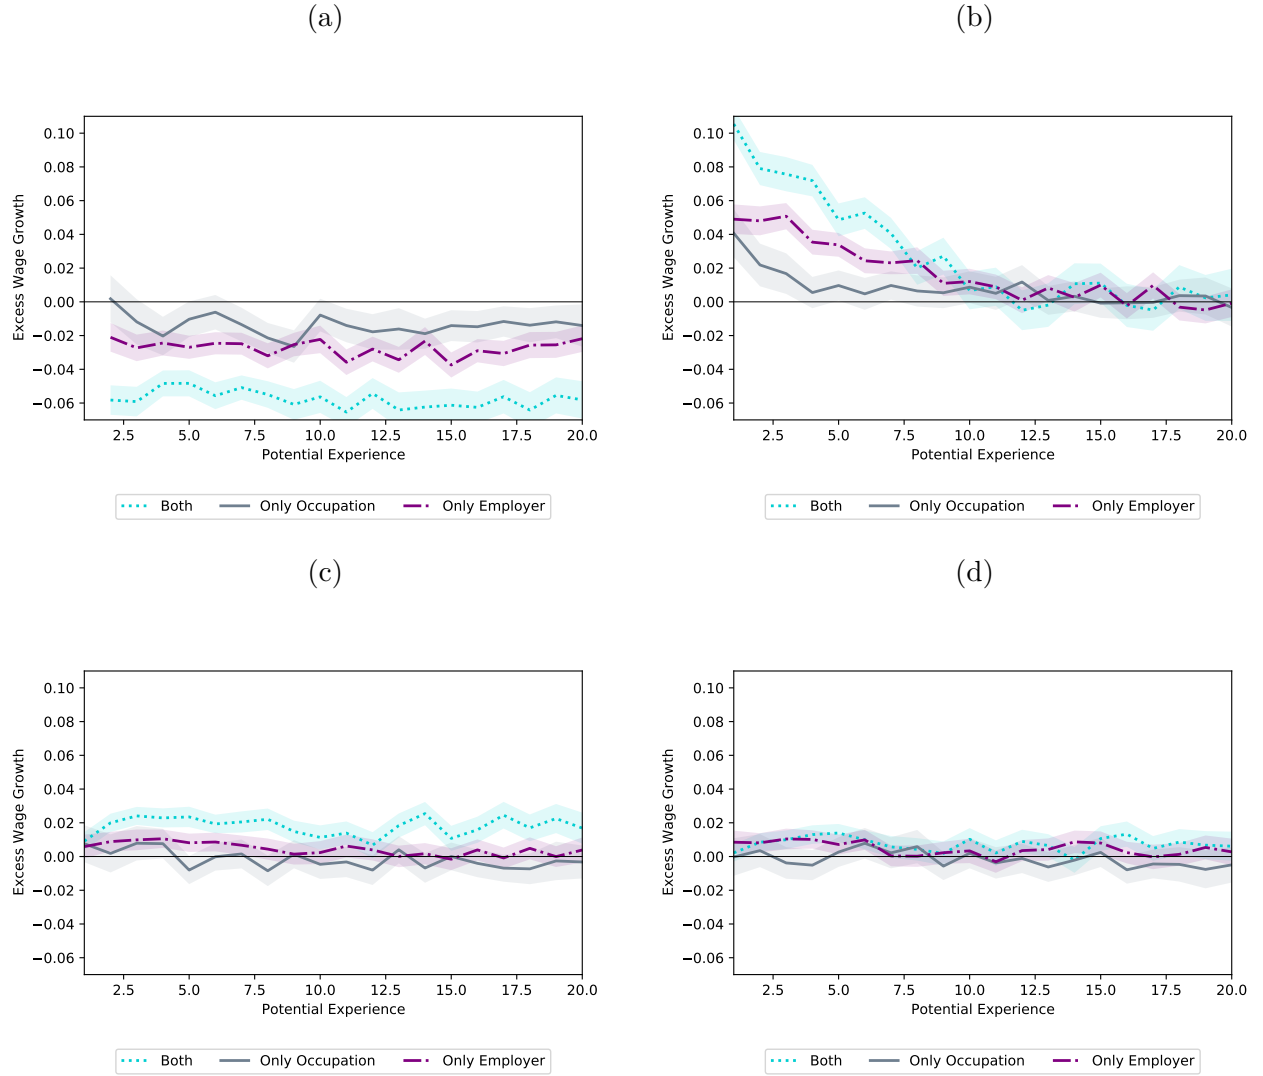 (a)
(b)
0.10
0.08
0.06
0.04
0.02
0.00
−0.02
−0.04
−0.06
Excess Wage Growth
2.5 5.0 7.5 10.0 12.5 15.0 17.5 20.0
Potential Experience
Both Only Occupation Only Employer
0.10
0.08
0.06
0.04
0.02
0.00
−0.02
−0.04
−0.06
Excess Wage Growth
2.5 5.0 7.5 10.0 12.5 15.0 17.5 20.0
Potential Experience
Both Only Occupation Only Employer
(c)
(d)
0.10
0.08
0.06
0.04
0.02
0.00
−0.02
−0.04
−0.06
Excess Wage Growth
2.5 5.0 7.5 10.0 12.5 15.0 17.5 20.0
Potential Experience
Both Only Occupation Only Employer
0.10
0.08
0.06
0.04
0.02
0.00
−0.02
−0.04
−0.06
Excess Wage Growth
2.5 5.0 7.5 10.0 12.5 15.0 17.5 20.0
Potential Experience
Both Only Occupation Only Employer